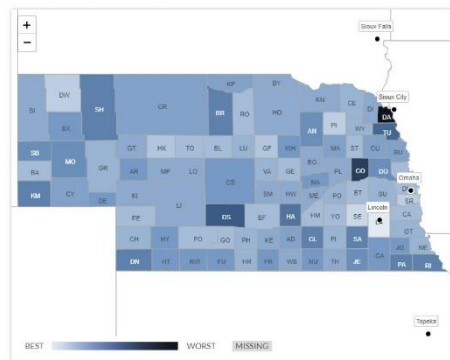 +
Sioux Falls
−
DW
KP
BY
KN
CE
Sioux City
SI
SH
CR
BR
RO
HO
DI
DA
BX
AN
PI
TU
WY
SB
MO
GR
GT
HK
TO
BL
LU
GF
WH
MA
ST
CU
BU
BA
AR
MP
LO
CS
VA
GE
BO
CO
DO
KM
CY
DE
KI
LI
SM
HW
NA
ME
PO
BT
SU
Omaha
PE
DS
BF
HA
HM
YO
SE
Lincoln
SR
CA
CH
HY
FO
GO
PH
KE
AD
CL
FI
SA
OT
DN
HT
RW
FU
HR
FR
WB
NU
TH
JE
GA
JO
NE
PA
RI
Topeka
BEST
WORST
MISSING